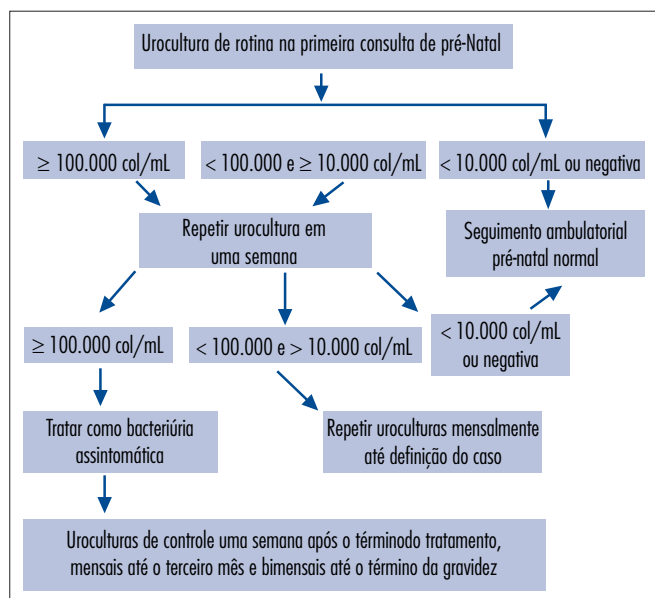 Urocultura de rotina na primeira consulta de pré-Natal
≥ 100.000 col/mL
< 100.000 e ≥ 10.000 col/mL
< 10.000 col/mL ou negativa
Repetir urocultura em
uma semana
Seguimento ambulatorial
pré-natal normal
≥ 100.000 col/mL
< 100.000 e > 10.000 col/mL
< 10.000 col/mL
ou negativa
Tratar como bacteriúria
assintomática
Repetir uroculturas mensalmente
até definição do caso
Uroculturas de controle uma semana após o términodo tratamento,
mensais até o terceiro mês e bimensais até o término da gravidez